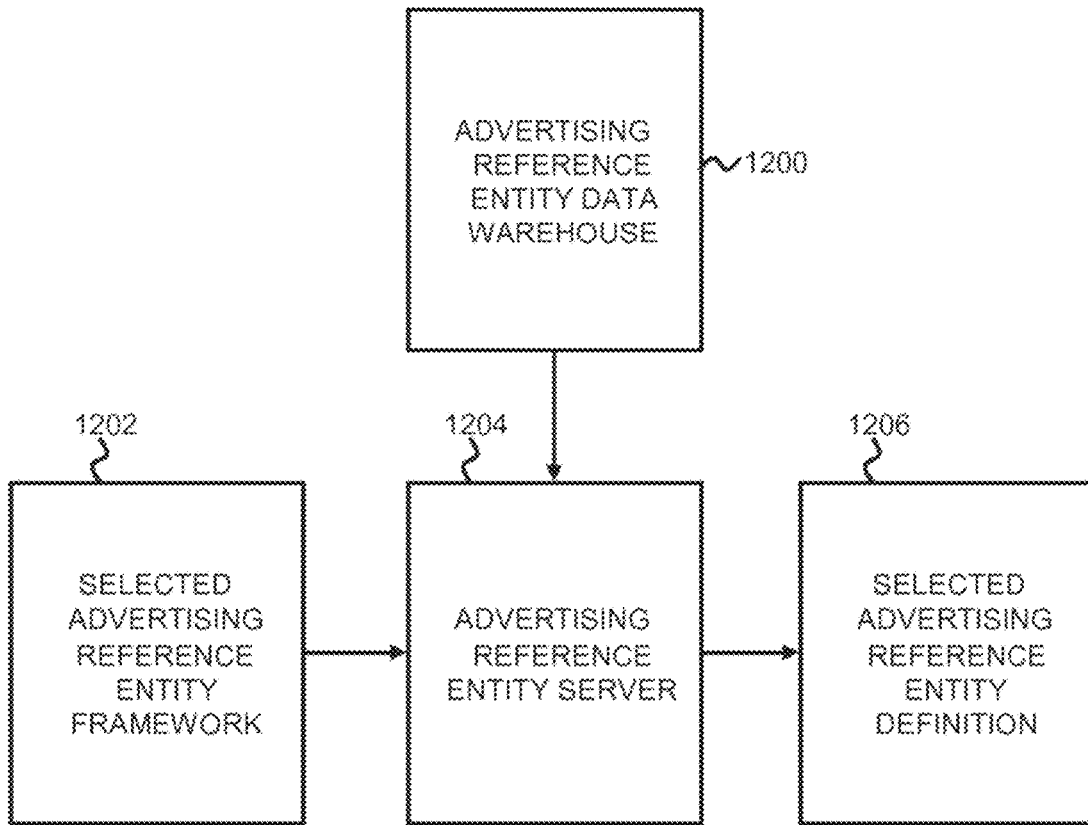 ADVERTISING
REFERENCE
ENTITY DATA
WAREHOUSE
1200
1202
1204
1206
SELECTED
ADVERTISING
REFERENCE
ENTITY
FRAMEWORK
ADVERTISING
REFERENCE
ENTITY SERVER
SELECTED
ADVERTISING
REFERENCE
ENTITY
DEFINITION